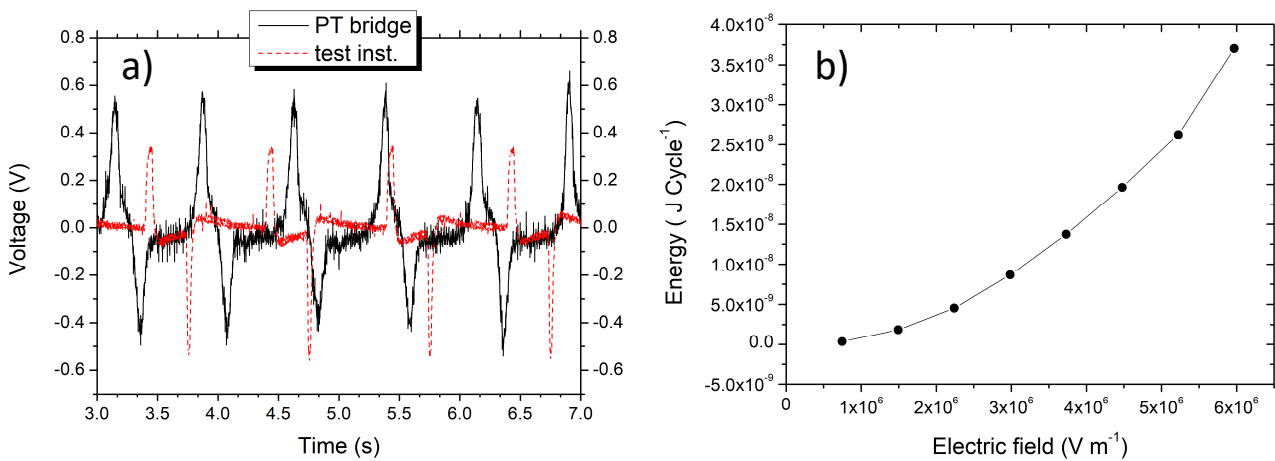 PT bridge
test inst.
a)
0.8
0.6
0.4
0.2
0.0
-0.2
-0.4
-0.6
0.8
0.6
0.4
0.2
0.0
-0.2
-0.4
-0.6
Voltage (V)
3.0 3.5 4.0 4.5 5.0 5.5 6.0 6.5 7.0
Time (s)
b)
4.0x10⁻⁸
3.5x10⁻⁸
3.0x10⁻⁸
2.5x10⁻⁸
2.0x10⁻⁸
1.5x10⁻⁸
1.0x10⁻⁸
5.0x10⁻⁹
0.0
-5.0x10⁻⁹
Energy ( J Cycle⁻¹)
0 1x10⁶ 2x10⁶ 3x10⁶ 4x10⁶ 5x10⁶ 6x10⁶
Electric field (V m⁻¹)